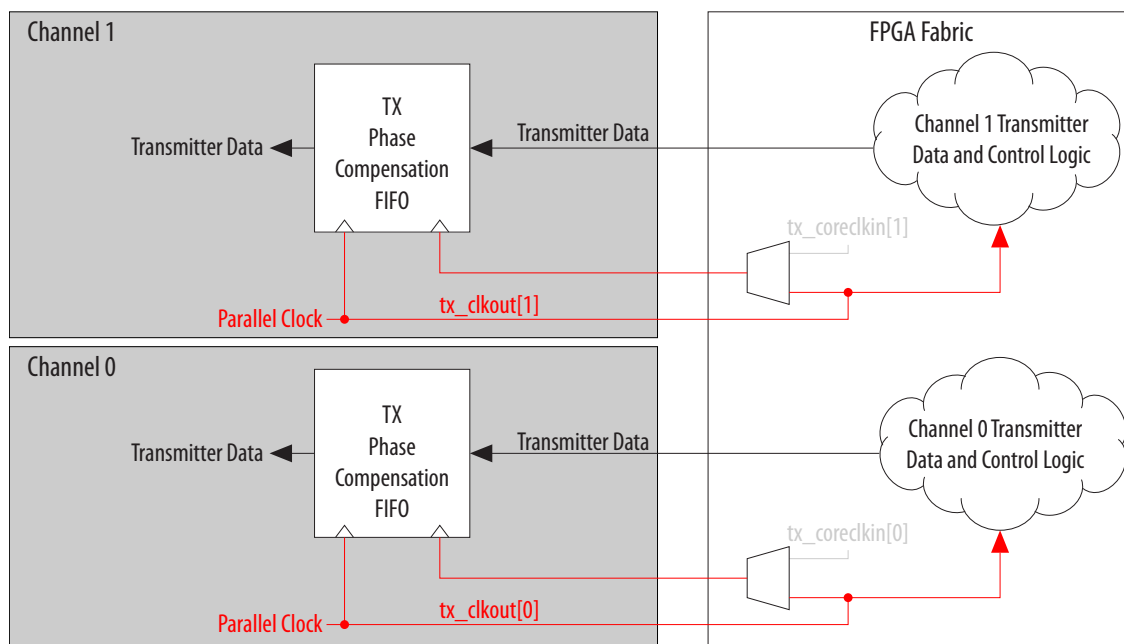 Channel 1
FPGA Fabric
TX
Phase
Compensation
FIFO
Transmitter Data
Transmitter Data
Channel 1 Transmitter
Data and Control Logic
tx_coreclkin[1]
tx_clkout[1]
Parallel Clock
Channel 0
TX
Phase
Compensation
FIFO
Transmitter Data
Transmitter Data
Channel 0 Transmitter
Data and Control Logic
tx_coreclkin[0]
tx_clkout[0]
Parallel Clock